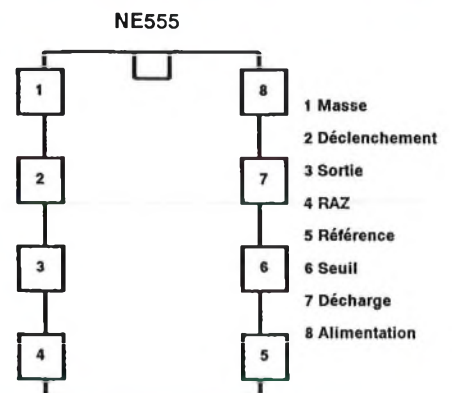 NE555
1
8
2
7
3
6
4
5
1 Masse
2 Déclenchement
3 Sortie
4 RAZ
5 Référence
6 Seuil
7 Décharge
8 Alimentation